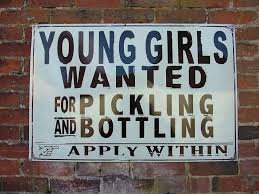 YOUNG GIRLS
WANTED
FOR PICKLING
AND BOTTLING
APPLY WITHIN